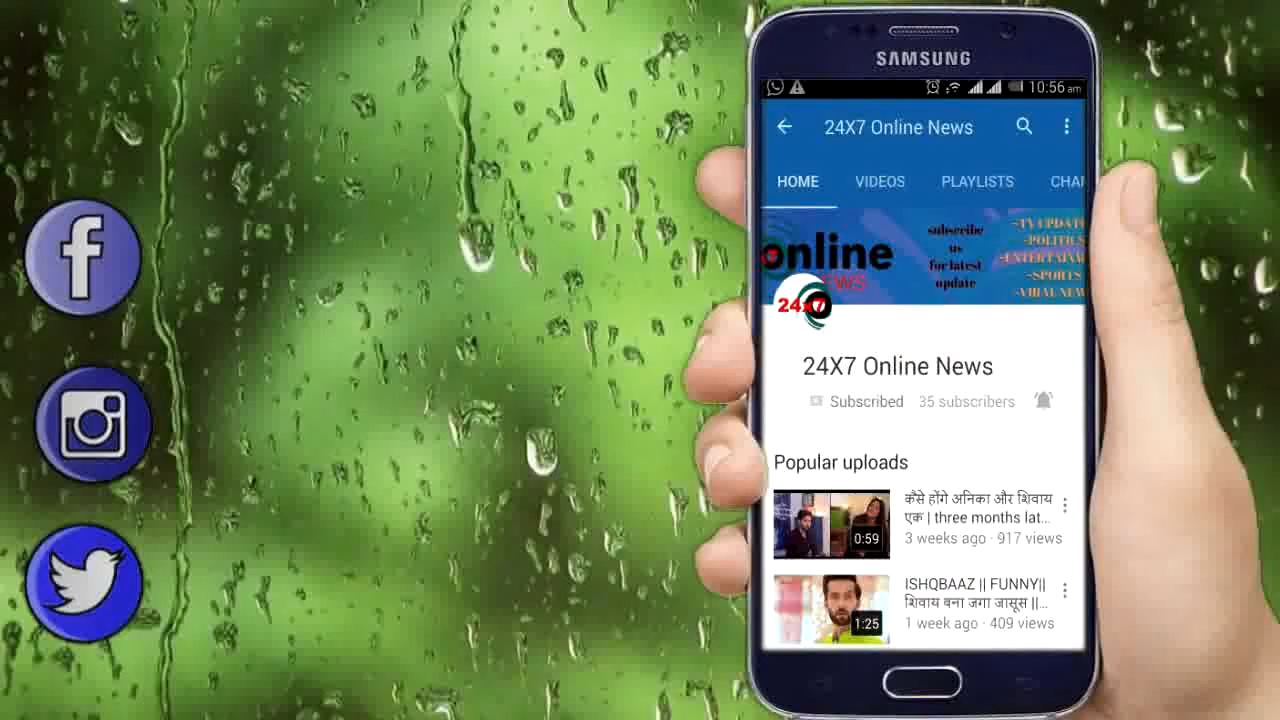 SAMSUNG
10:56 am
24X7 Online News
HOME VIDEOS PLAYLISTS
online
subscribe
us
for latest
update
-POLITICS
-SPORTS
24x7
24X7 Online News
Subscribed 35 subscribers
Popular uploads
कैसे होंगे अनिका और शिवाय
एक | three months lat...
3 weeks ago · 917 views
0:59
ISHQBAAZ || FUNNY||
शिवाय बना जगा जासूस ||...
1 week ago · 409 views
1:25